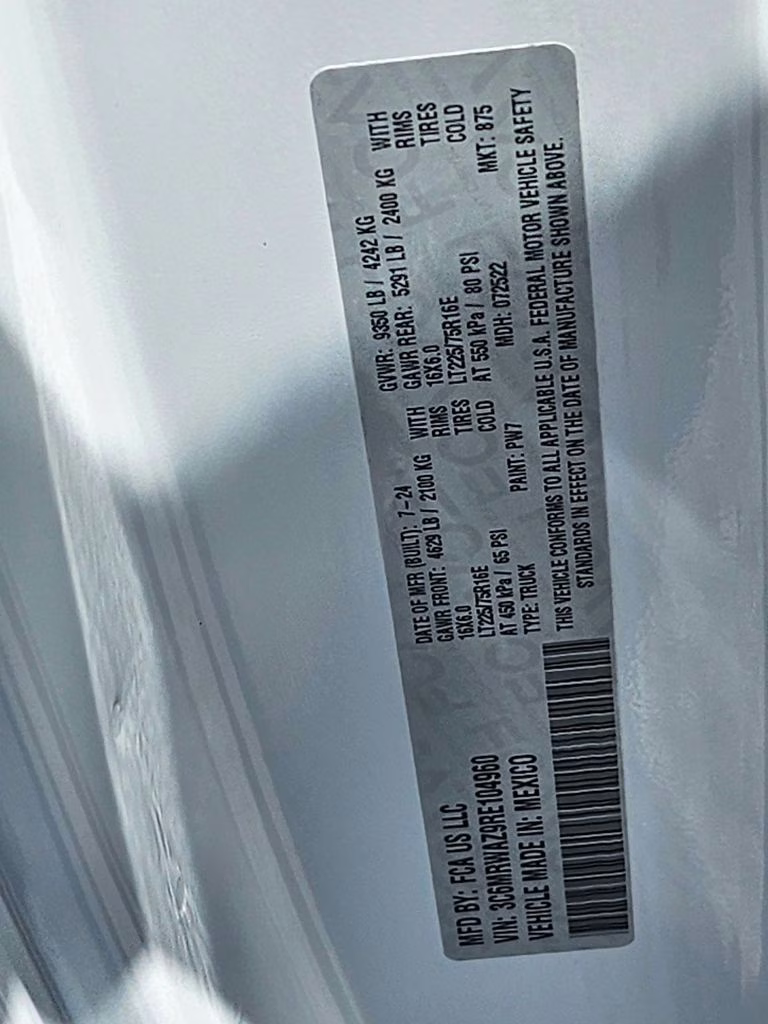 MFD BY: FCA US LLC
VIN: 3C6MRWAZ9RE104960
VEHICLE MADE IN: MEXICO
DATE OF MFR (BUILT): 7-24 GVWR: 9350 LB / 4242 KG
GAWR FRONT: 4629 LB / 2100 KG WITH GAWR REAR: 5291 LB / 2400 KG WITH
16X6.0 RIMS 16X6.0 RIMS
LT225/75R16E TIRES LT225/75R16E TIRES
AT 450 kPa / 65 PSI COLD AT 550 kPa / 80 PSI COLD
TYPE: TRUCK PAINT: PW7 MDH: 072522 MKT: 875
THIS VEHICLE CONFORMS TO ALL APPLICABLE U.S.A. FEDERAL MOTOR VEHICLE SAFETY
STANDARDS IN EFFECT ON THE DATE OF MANUFACTURE SHOWN ABOVE.